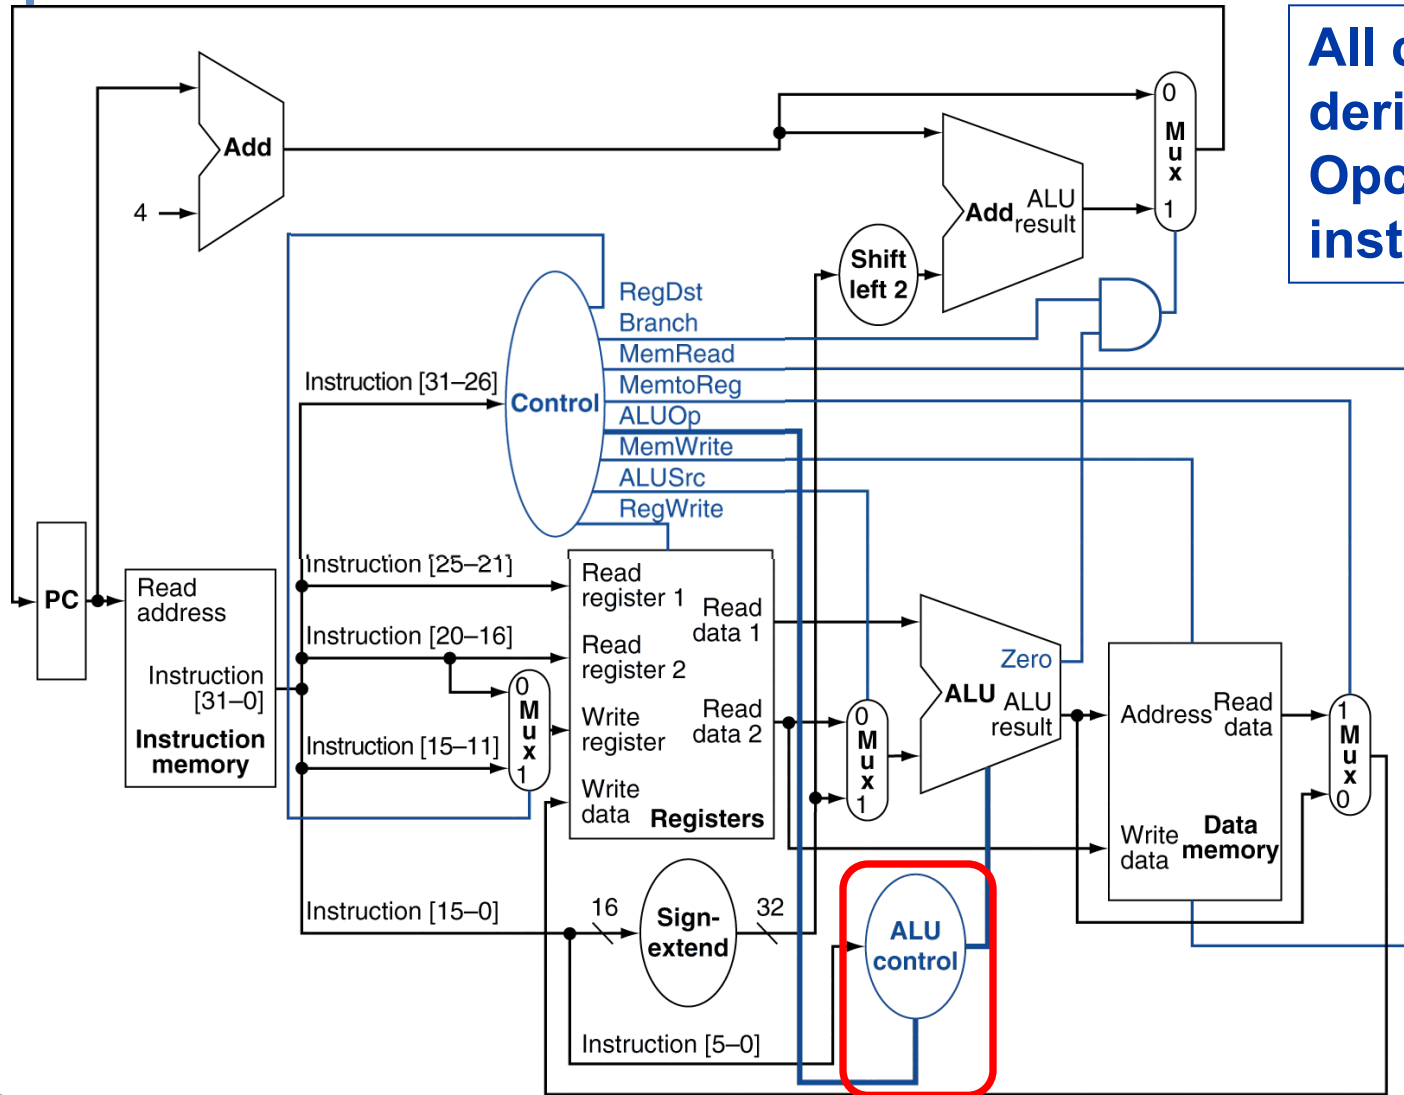 All
deri
Opc
inst
0
M
u
x
1
Add
4
Add
ALU
result
Shift
left 2
RegDst
Branch
MemRead
MemtoReg
ALUOp
MemWrite
ALUSrc
RegWrite
Instruction [31–26]
Control
PC
Read
address
Instruction
[31–0]
Instruction
memory
Instruction [25–21]
Instruction [20–16]
Instruction [15–11]
0
M
u
x
1
Read
register 1
Read
register 2
Write
register
Write
data
Read
data 1
Read
data 2
Registers
0
M
u
x
1
Zero
ALU
ALU
result
Address
Read
data
Write
data
Data
memory
1
M
u
x
0
Instruction [15–0]
16
Sign-
extend
32
ALU
control
Instruction [5–0]